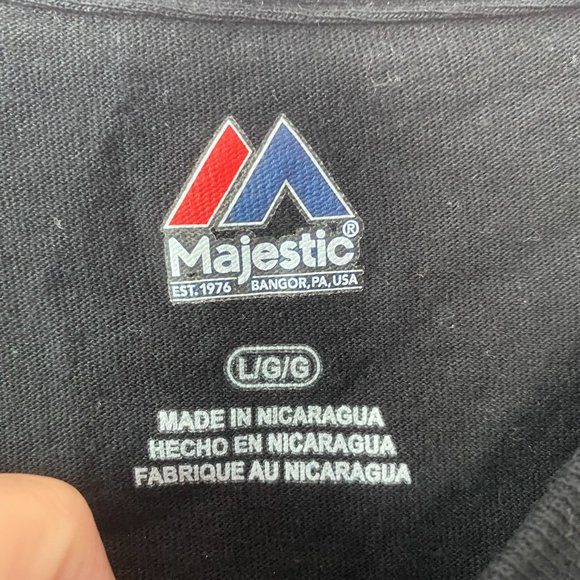 Majestic®
EST. 1976 BANGOR, PA, USA
L/G/G
MADE IN NICARAGUA
HECHO EN NICARAGUA
FABRIQUE AU NICARAGUA